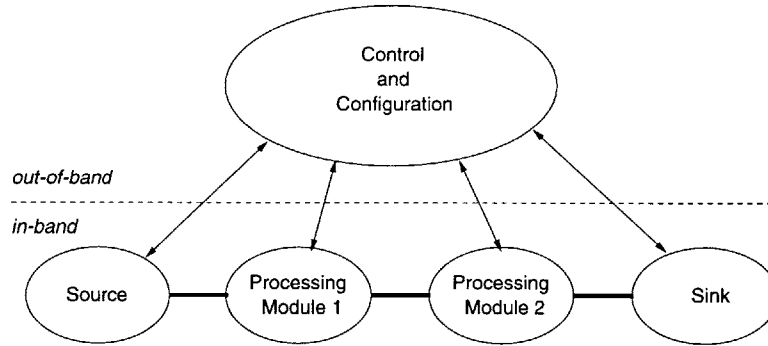 Control
and
Configuration
out-of-band
in-band
Source
Processing
Module 1
Processing
Module 2
Sink